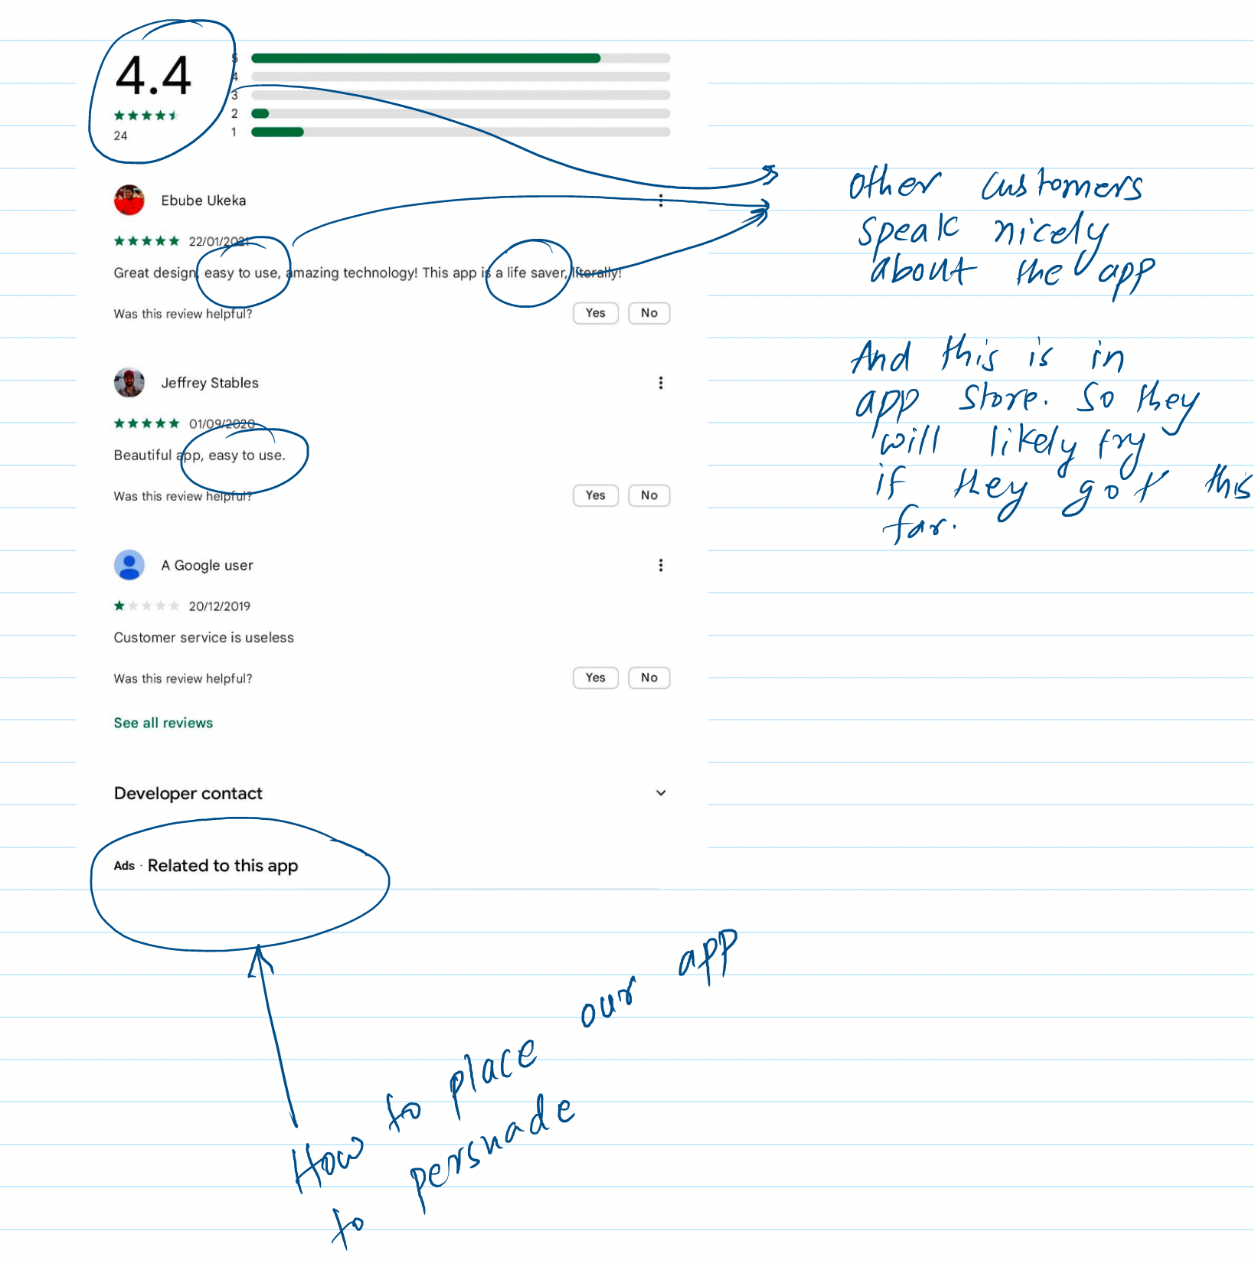 4.4
24
5
4
3
2
1
Ebube Ukeka
22/01/2021
Great design, easy to use, amazing technology! This app is a life saver, literally!
Was this review helpful?
Yes
No
Jeffrey Stables
01/09/2020
Beautiful app, easy to use.
Was this review helpful?
Yes
No
A Google user
20/12/2019
Customer service is useless
Was this review helpful?
Yes
No
See all reviews
Developer contact
Ads · Related to this app
other customers
speak nicely
about the app
And this is in
app store. So they
will likely try
if they got this
far.
How to place our app
to persuade